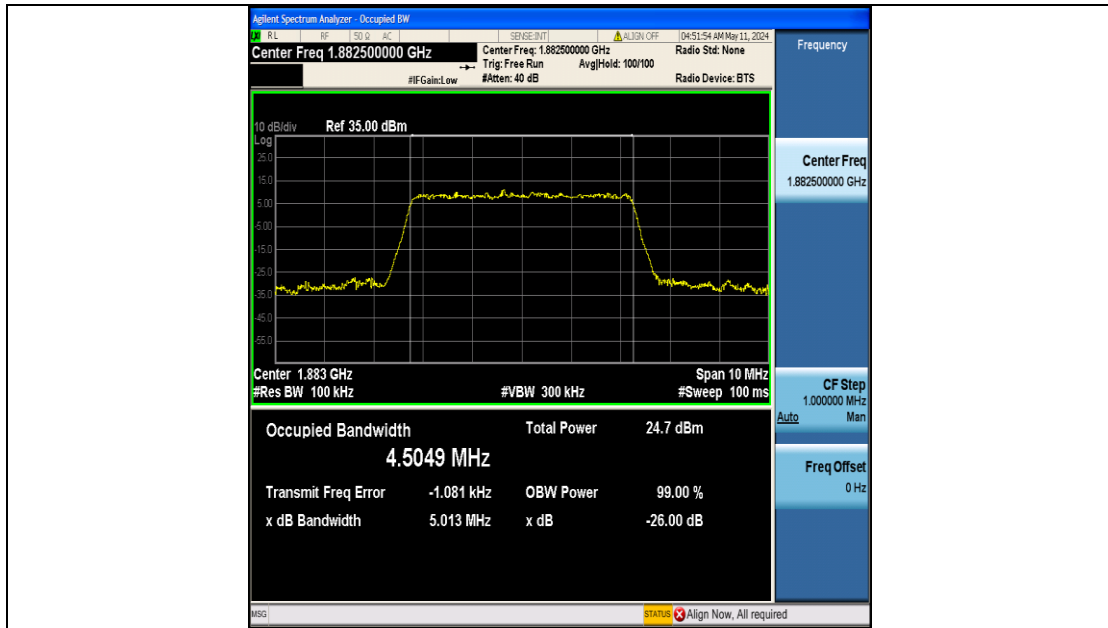 Agilent Spectrum Analyzer - Occupied BW
RL RF 50 Ω AC SENSE:INT ALIGN OFF 04:51:54 AM May 11, 2024
Center Freq 1.882500000 GHz
Center Freq: 1.882500000 GHz
Radio Std: None
Trig: Free Run Avg|Hold: 100/100
#IFGain:Low
#Atten: 40 dB
Radio Device: BTS
Frequency
10 dB/div Ref 35.00 dBm
Log
25.0
15.0
5.00
-5.00
-15.0
-25.0
-35.0
-45.0
-55.0
Center 1.883 GHz Span 10 MHz
#Res BW 100 kHz #VBW 300 kHz #Sweep 100 ms
Center Freq
1.882500000 GHz
CF Step
1.000000 MHz
Auto Man
Freq Offset
0 Hz
Occupied Bandwidth Total Power 24.7 dBm
4.5049 MHz
Transmit Freq Error -1.081 kHz OBW Power 99.00 %
x dB Bandwidth 5.013 MHz x dB -26.00 dB
MSG STATUS Align Now, All required